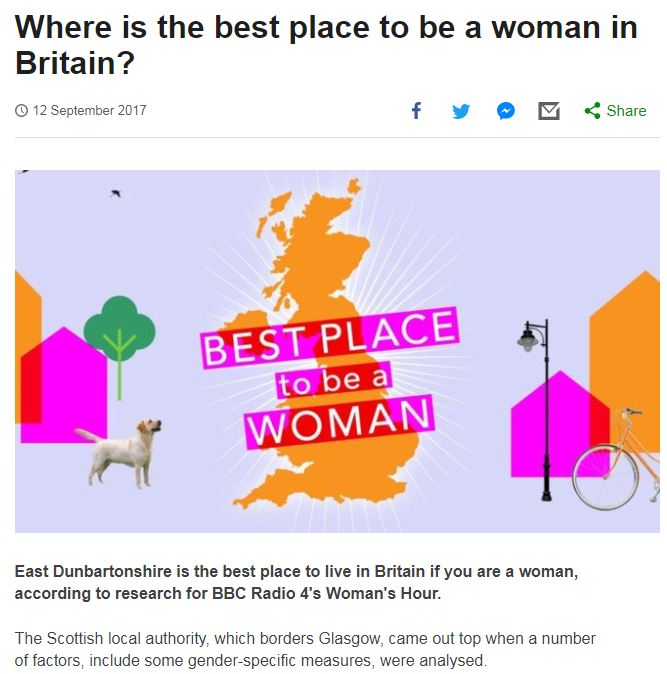 Where is the best place to be a woman in
Britain?
12 September 2017
Share
BEST PLACE
to be a
WOMAN
East Dunbartonshire is the best place to live in Britain if you are a woman,
according to research for BBC Radio 4's Woman's Hour.
The Scottish local authority, which borders Glasgow, came out top when a number
of factors, include some gender-specific measures, were analysed.